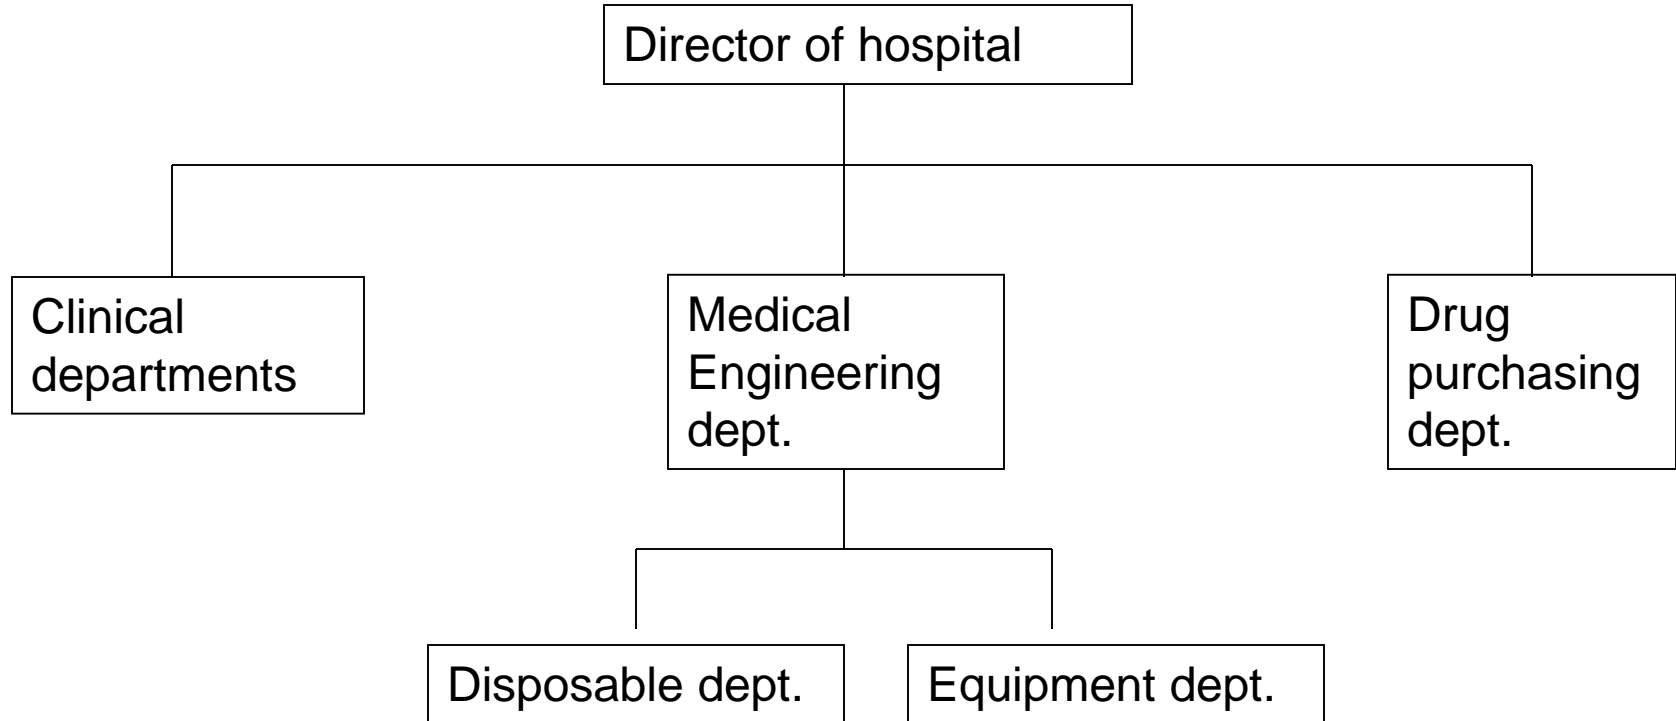 Director of hospital
Clinical
departments
Medical
Engineering
dept.
Drug
purchasing
dept.
Disposable dept.
Equipment dept.